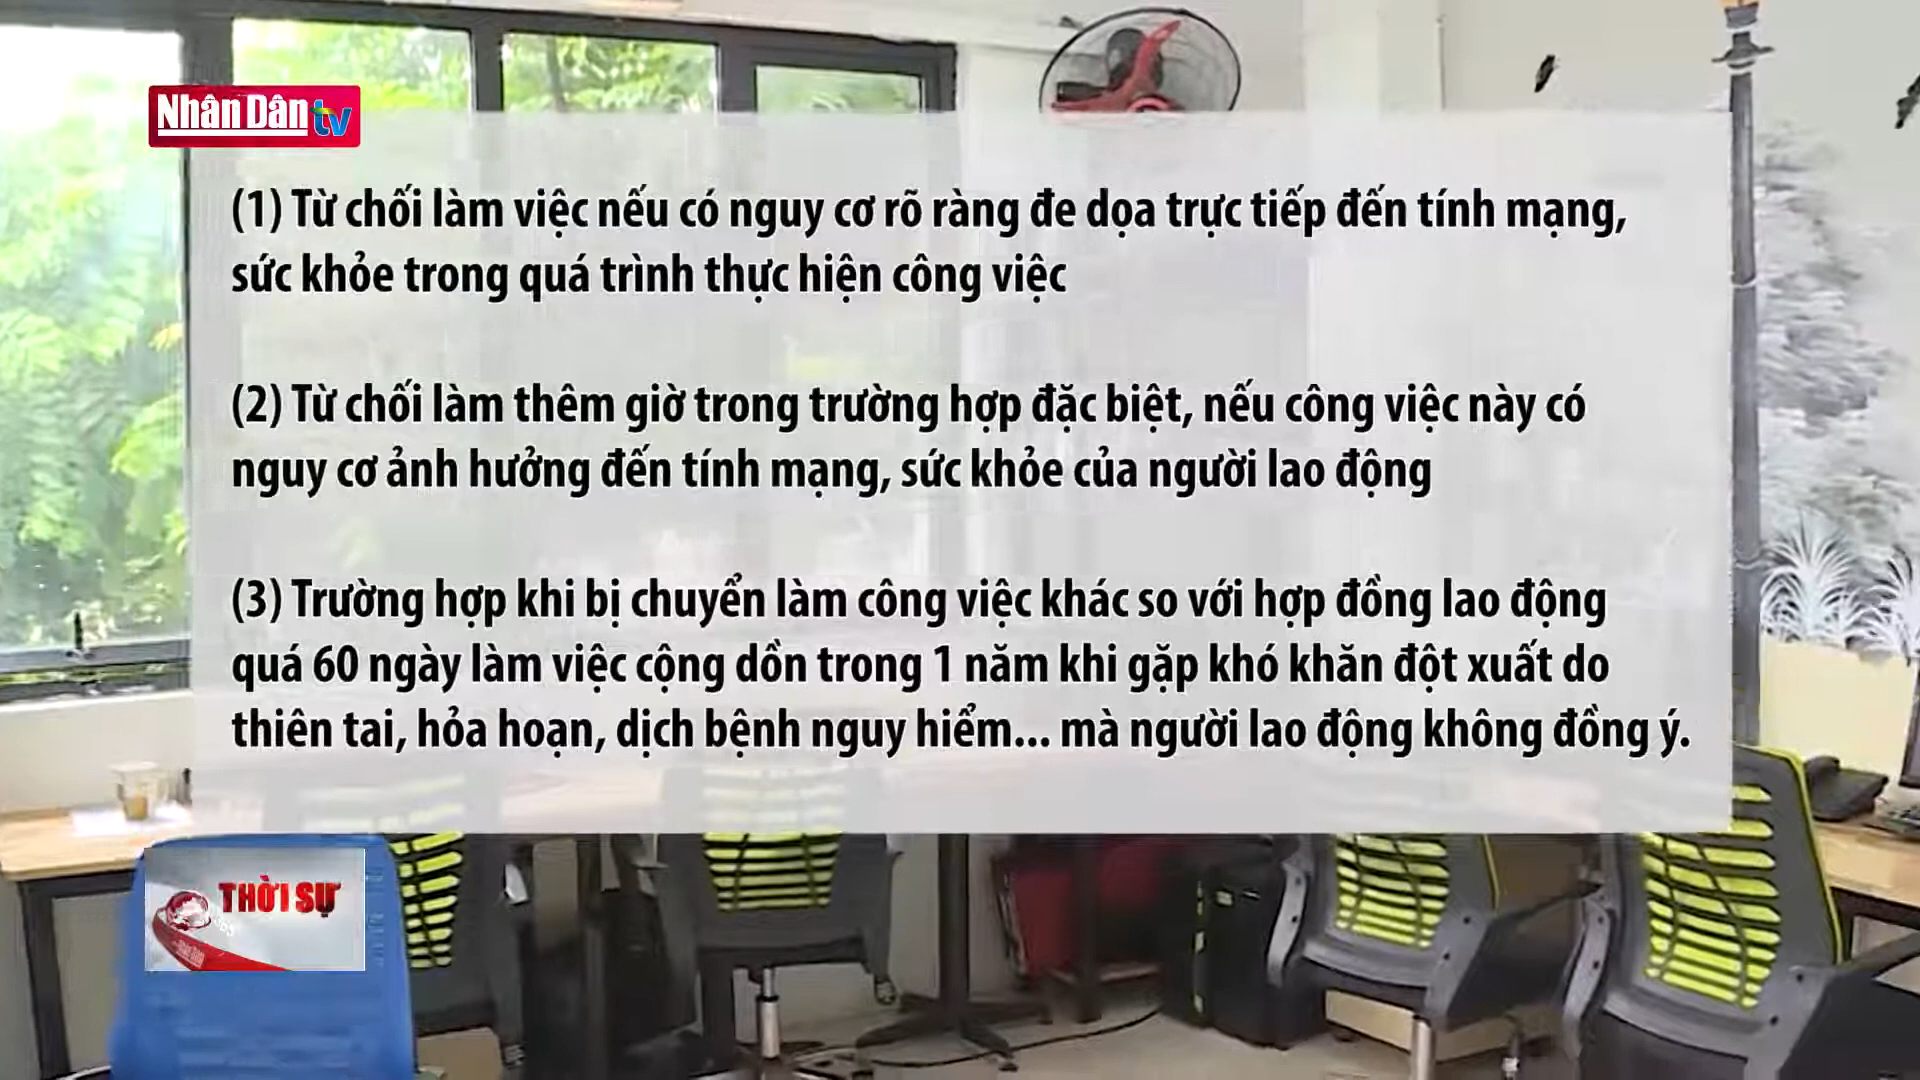 Nhân Dân tv
(1) Từ chối làm việc nếu có nguy cơ rõ ràng đe dọa trực tiếp đến tính mạng,
sức khỏe trong quá trình thực hiện công việc
(2) Từ chối làm thêm giờ trong trường hợp đặc biệt, nếu công việc này có
nguy cơ ảnh hưởng đến tính mạng, sức khỏe của người lao động
(3) Trường hợp khi bị chuyển làm công việc khác so với hợp đồng lao động
quá 60 ngày làm việc cộng dồn trong 1 năm khi gặp khó khăn đột xuất do
thiên tai, hỏa hoạn, dịch bệnh nguy hiểm... mà người lao động không đồng ý.
THỜI SỰ